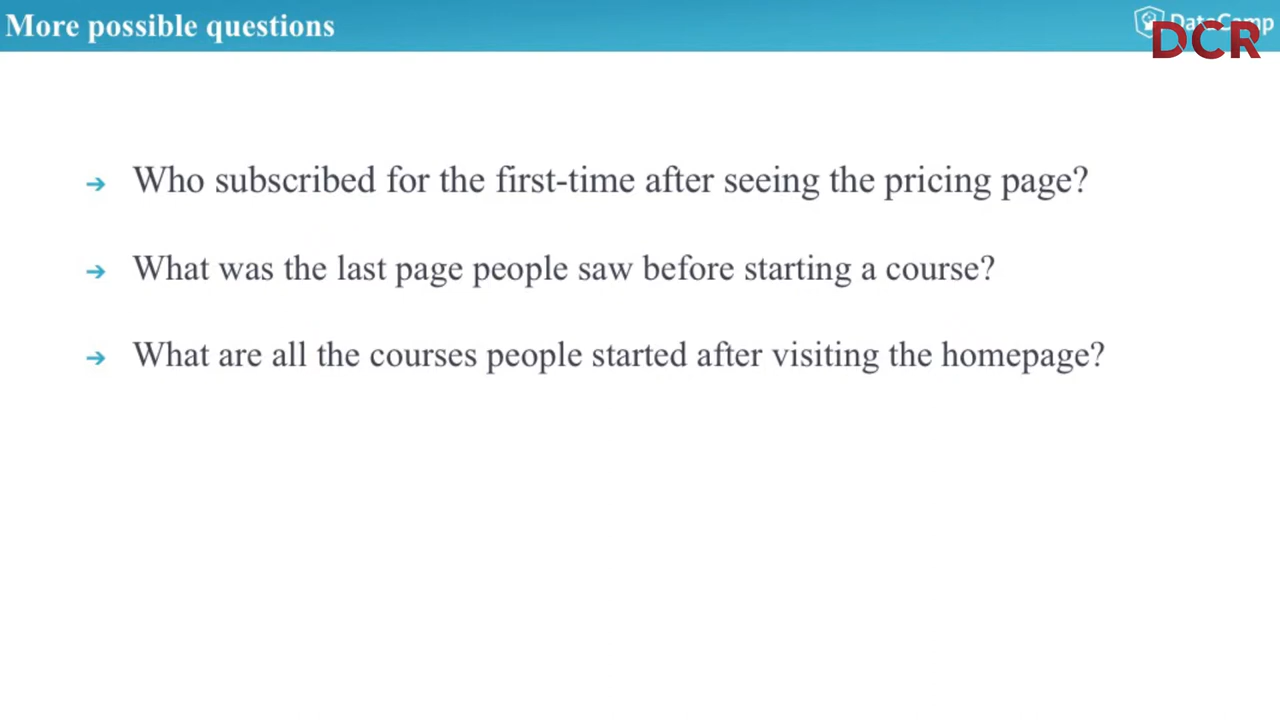 More possible questions
DataCamp
DCR
→ Who subscribed for the first-time after seeing the pricing page?
→ What was the last page people saw before starting a course?
→ What are all the courses people started after visiting the homepage?